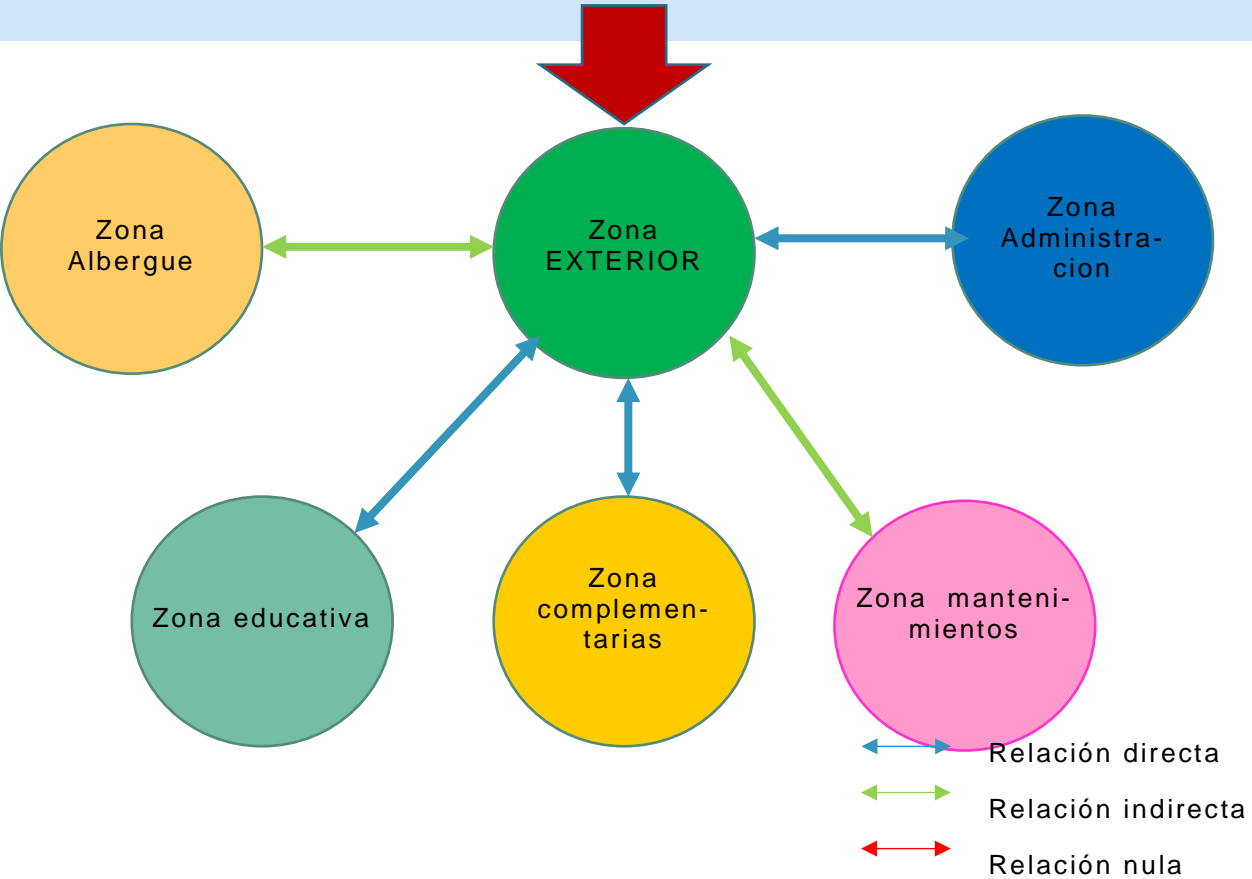 Zona
Albergue
Zona
EXTERIOR
Zona
Administra-
cion
Zona educativa
Zona
complemen-
tarias
Zona manteni-
mientos
Relación directa
Relación indirecta
Relación nula